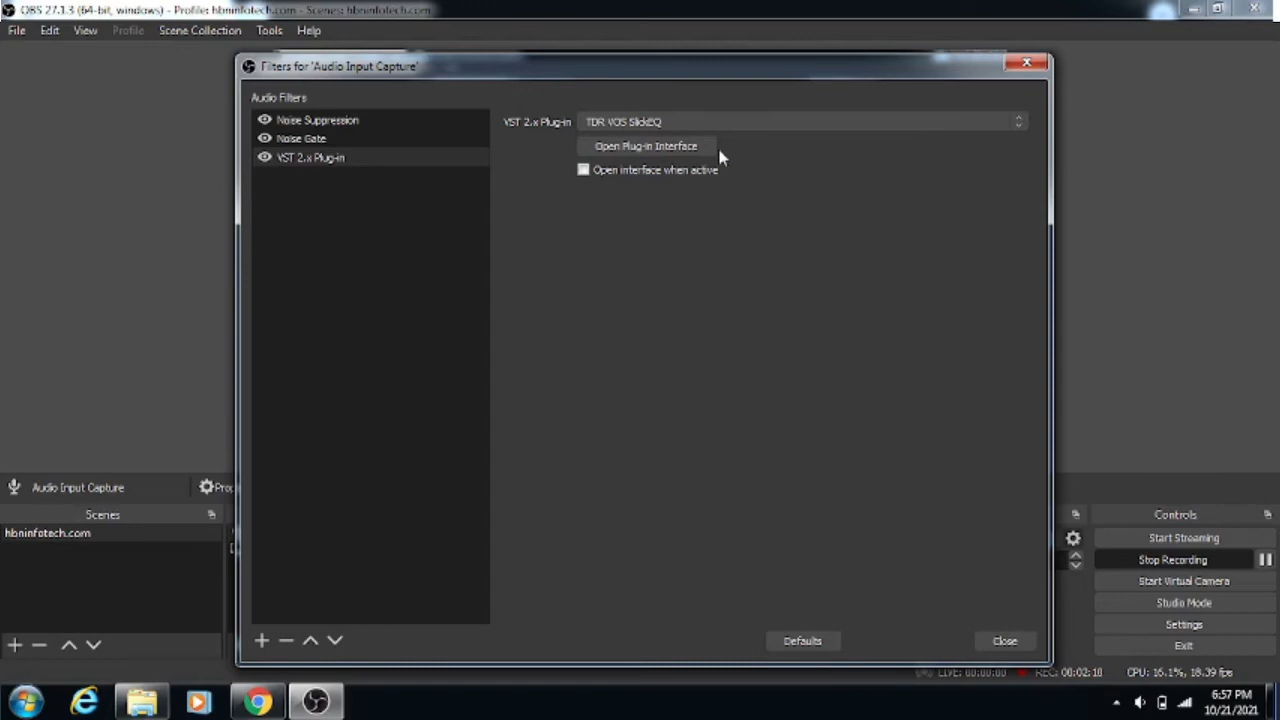 OBS 27.1.3 (64-bit, windows) - Profile: hbninfotech.com - Scenes: hbninfotech.com
File Edit View Profile Scene Collection Tools Help
Filters for 'Audio Input Capture'
Audio Filters
Noise Suppression
Noise Gate
VST 2.x Plug-in
VST 2.x Plug-in TDR VOS SlickEQ
Open Plug-in Interface
Open interface when active
Defaults Close
Audio Input Capture Prop
Scenes
hbninfotech.com
Controls
Start Streaming
Stop Recording
Start Virtual Camera
Studio Mode
Settings
Exit
LIVE: 00:00:00 REC: 00:02:10 CPU: 16.1%, 18.39 fps
6:57 PM
10/21/2021